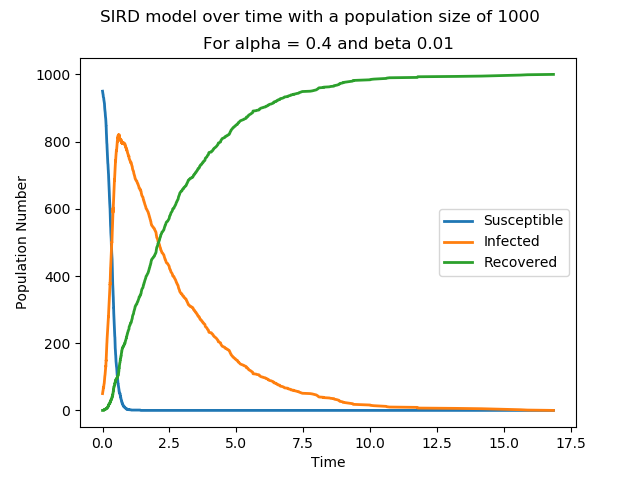 SIRD model over time with a population size of 1000
For alpha = 0.4 and beta 0.01
1000
800
600
400
200
0
Population Number
Susceptible
Infected
Recovered
0.0 2.5 5.0 7.5 10.0 12.5 15.0 17.5
Time